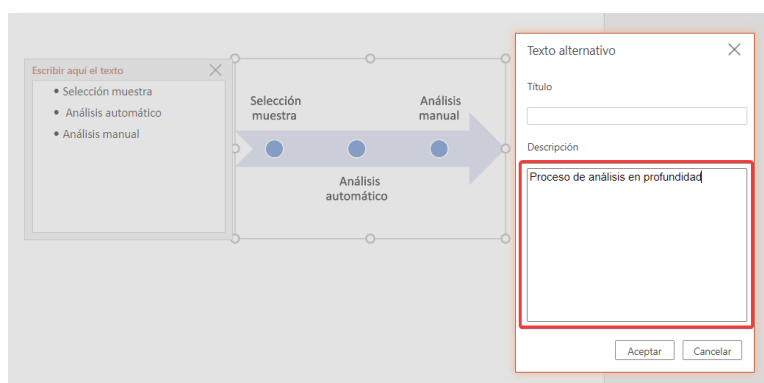 Escribir aquí el texto
• Selección muestra
• Análisis automático
• Análisis manual
Selección
muestra
Análisis
manual
Análisis
automático
Texto alternativo
Título
Descripción
Proceso de análisis en profundidad
Aceptar
Cancelar